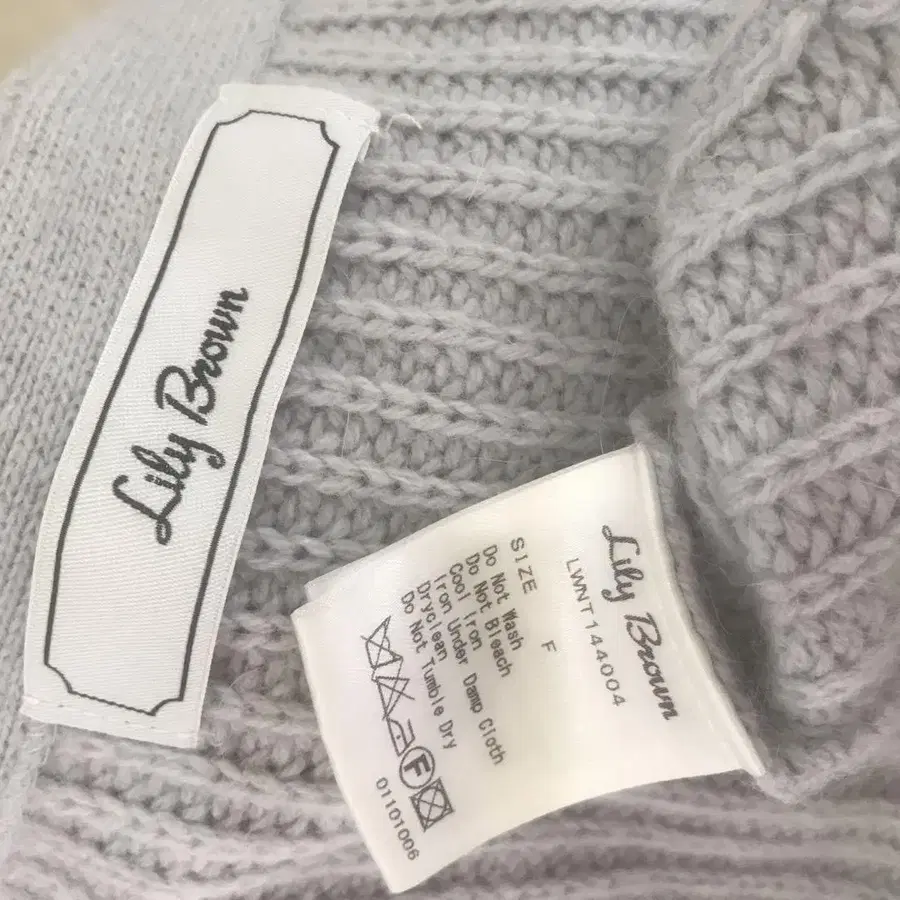 Lily Brown
Lily Brown
LWNT144004
SIZE F
Do Not Wash
Do Not Bleach
Cool Iron
Iron Under Damp Cloth
Dryclean
Do Not Tumble Dry
F
01101006